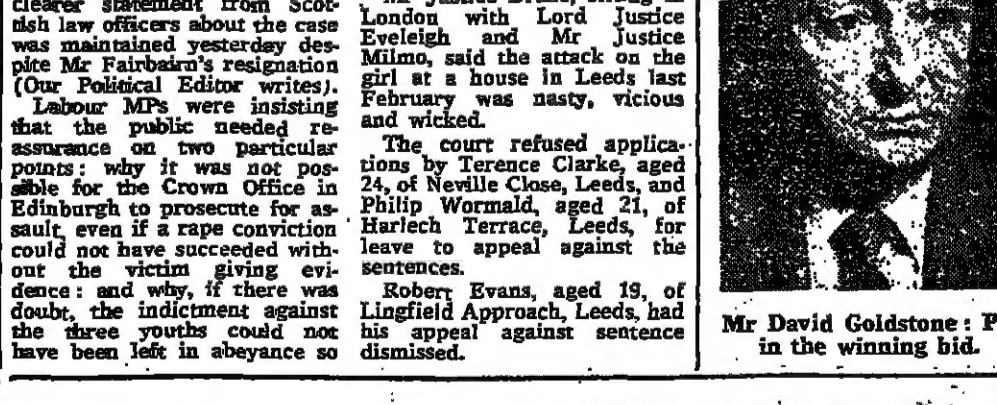 clearer statement from Scot-
tish law officers about the case
was maintained yesterday des-
pite Mr Fairbairn's resignation
(Our Political Editor writes).
Labour MPs were insisting
that the public needed re-
assurance on two particular
points: why it was not pos-
sible for the Crown Office in
Edinburgh to prosecute for as-
sault, even if a rape conviction
could not have succeeded with-
out the victim giving evi-
dence: and why, if there was
doubt, the indictment against
the three youths could not
have been left in abeyance so
London with Lord Justice
Eveleigh and Mr Justice
Milmo, said the attack on the
girl at a house in Leeds last
February was nasty, vicious
and wicked.
The court refused applica-
tions by Terence Clarke, aged
24, of Neville Close, Leeds, and
Philip Wormald, aged 21, of
Harlech Terrace, Leeds, for
leave to appeal against the
sentences.
Robert Evans, aged 19, of
Lingfield Approach, Leeds, had
his appeal against sentence
dismissed.
Mr David Goldstone: P
in the winning bid.